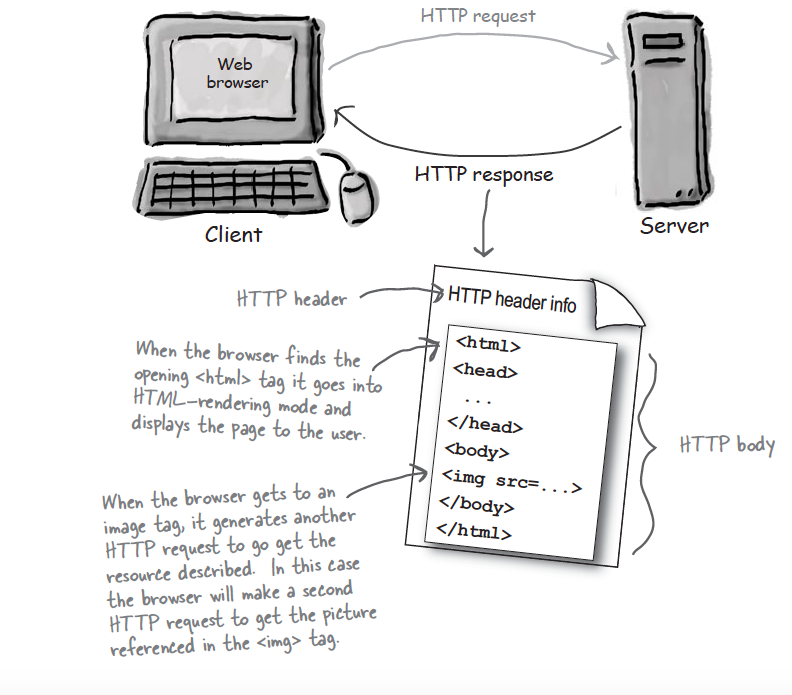 HTTP request
Web
browser
HTTP response
Client
Server
HTTP header
HTTP header info
When the browser finds the
opening <html> tag it goes into
HTML-rendering mode and
displays the page to the user.
<html>
<head>
...
</head>
<body>
<img src=...>
</body>
</html>
HTTP body
When the browser gets to an
image tag, it generates another
HTTP request to go get the
resource described. In this case
the browser will make a second
HTTP request to get the picture
referenced in the <img> tag.